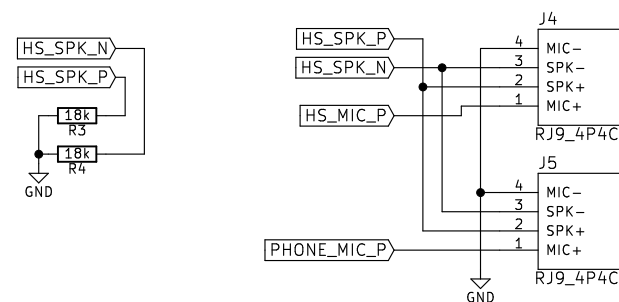 HS_SPK_N
HS_SPK_P
18k
R3
18k
R4
GND
HS_SPK_P
HS_SPK_N
HS_MIC_P
J4
4 MIC-
3 SPK-
2 SPK+
1 MIC+
RJ9_4P4C
J5
4 MIC-
3 SPK-
2 SPK+
1 MIC+
RJ9_4P4C
PHONE_MIC_P
GND